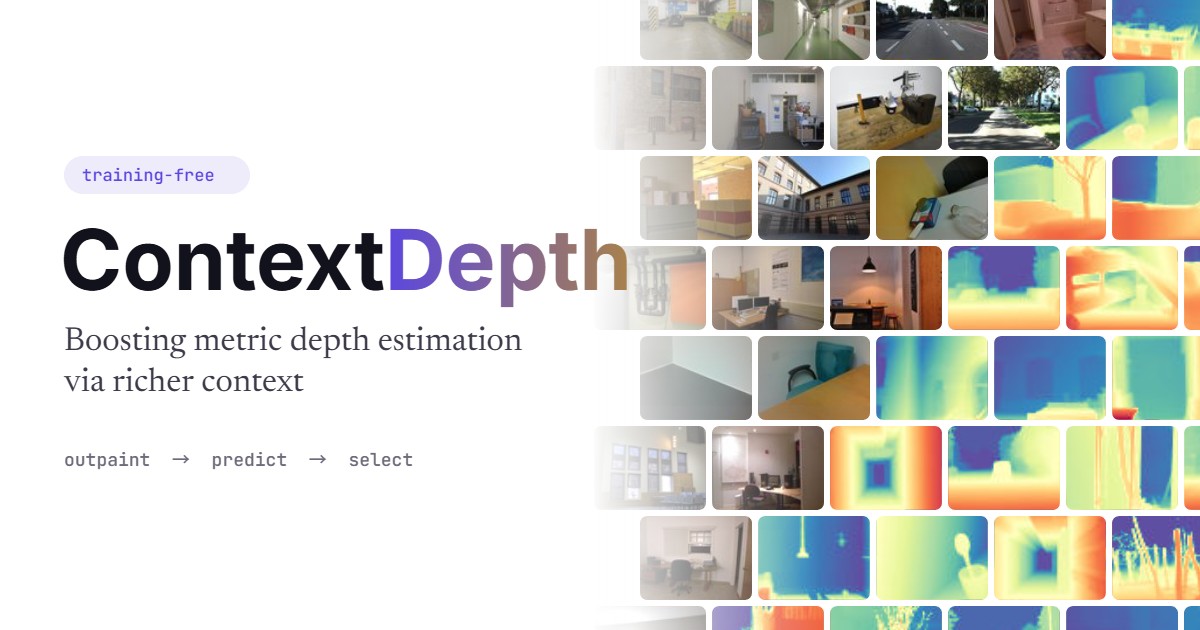 training-free
ContextDepth
Boosting metric depth estimation
via richer context
outpaint → predict → select